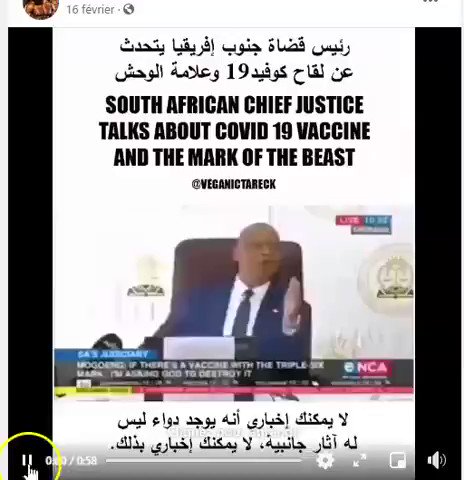 16 février
رئيس قضاة جنوب إفريقيا يتحدث
عن لقاح كوفيد19 وعلامة الوحش
SOUTH AFRICAN CHIEF JUSTICE
TALKS ABOUT COVID 19 VACCINE
AND THE MARK OF THE BEAST
@VEGANICTARECK
LIVE
SA'S JUDICIARY
MOGOENG: IF THERE'S A VACCINE WITH THE TRIPLE-SIX
MARK, I'M ASKING GOD TO DESTROY IT
eNCA
لا يمكنك إخباري أنه يوجد دواء ليس
له آثار جانبية، لا يمكنك إخباري بذلك.
0:00 / 0:58